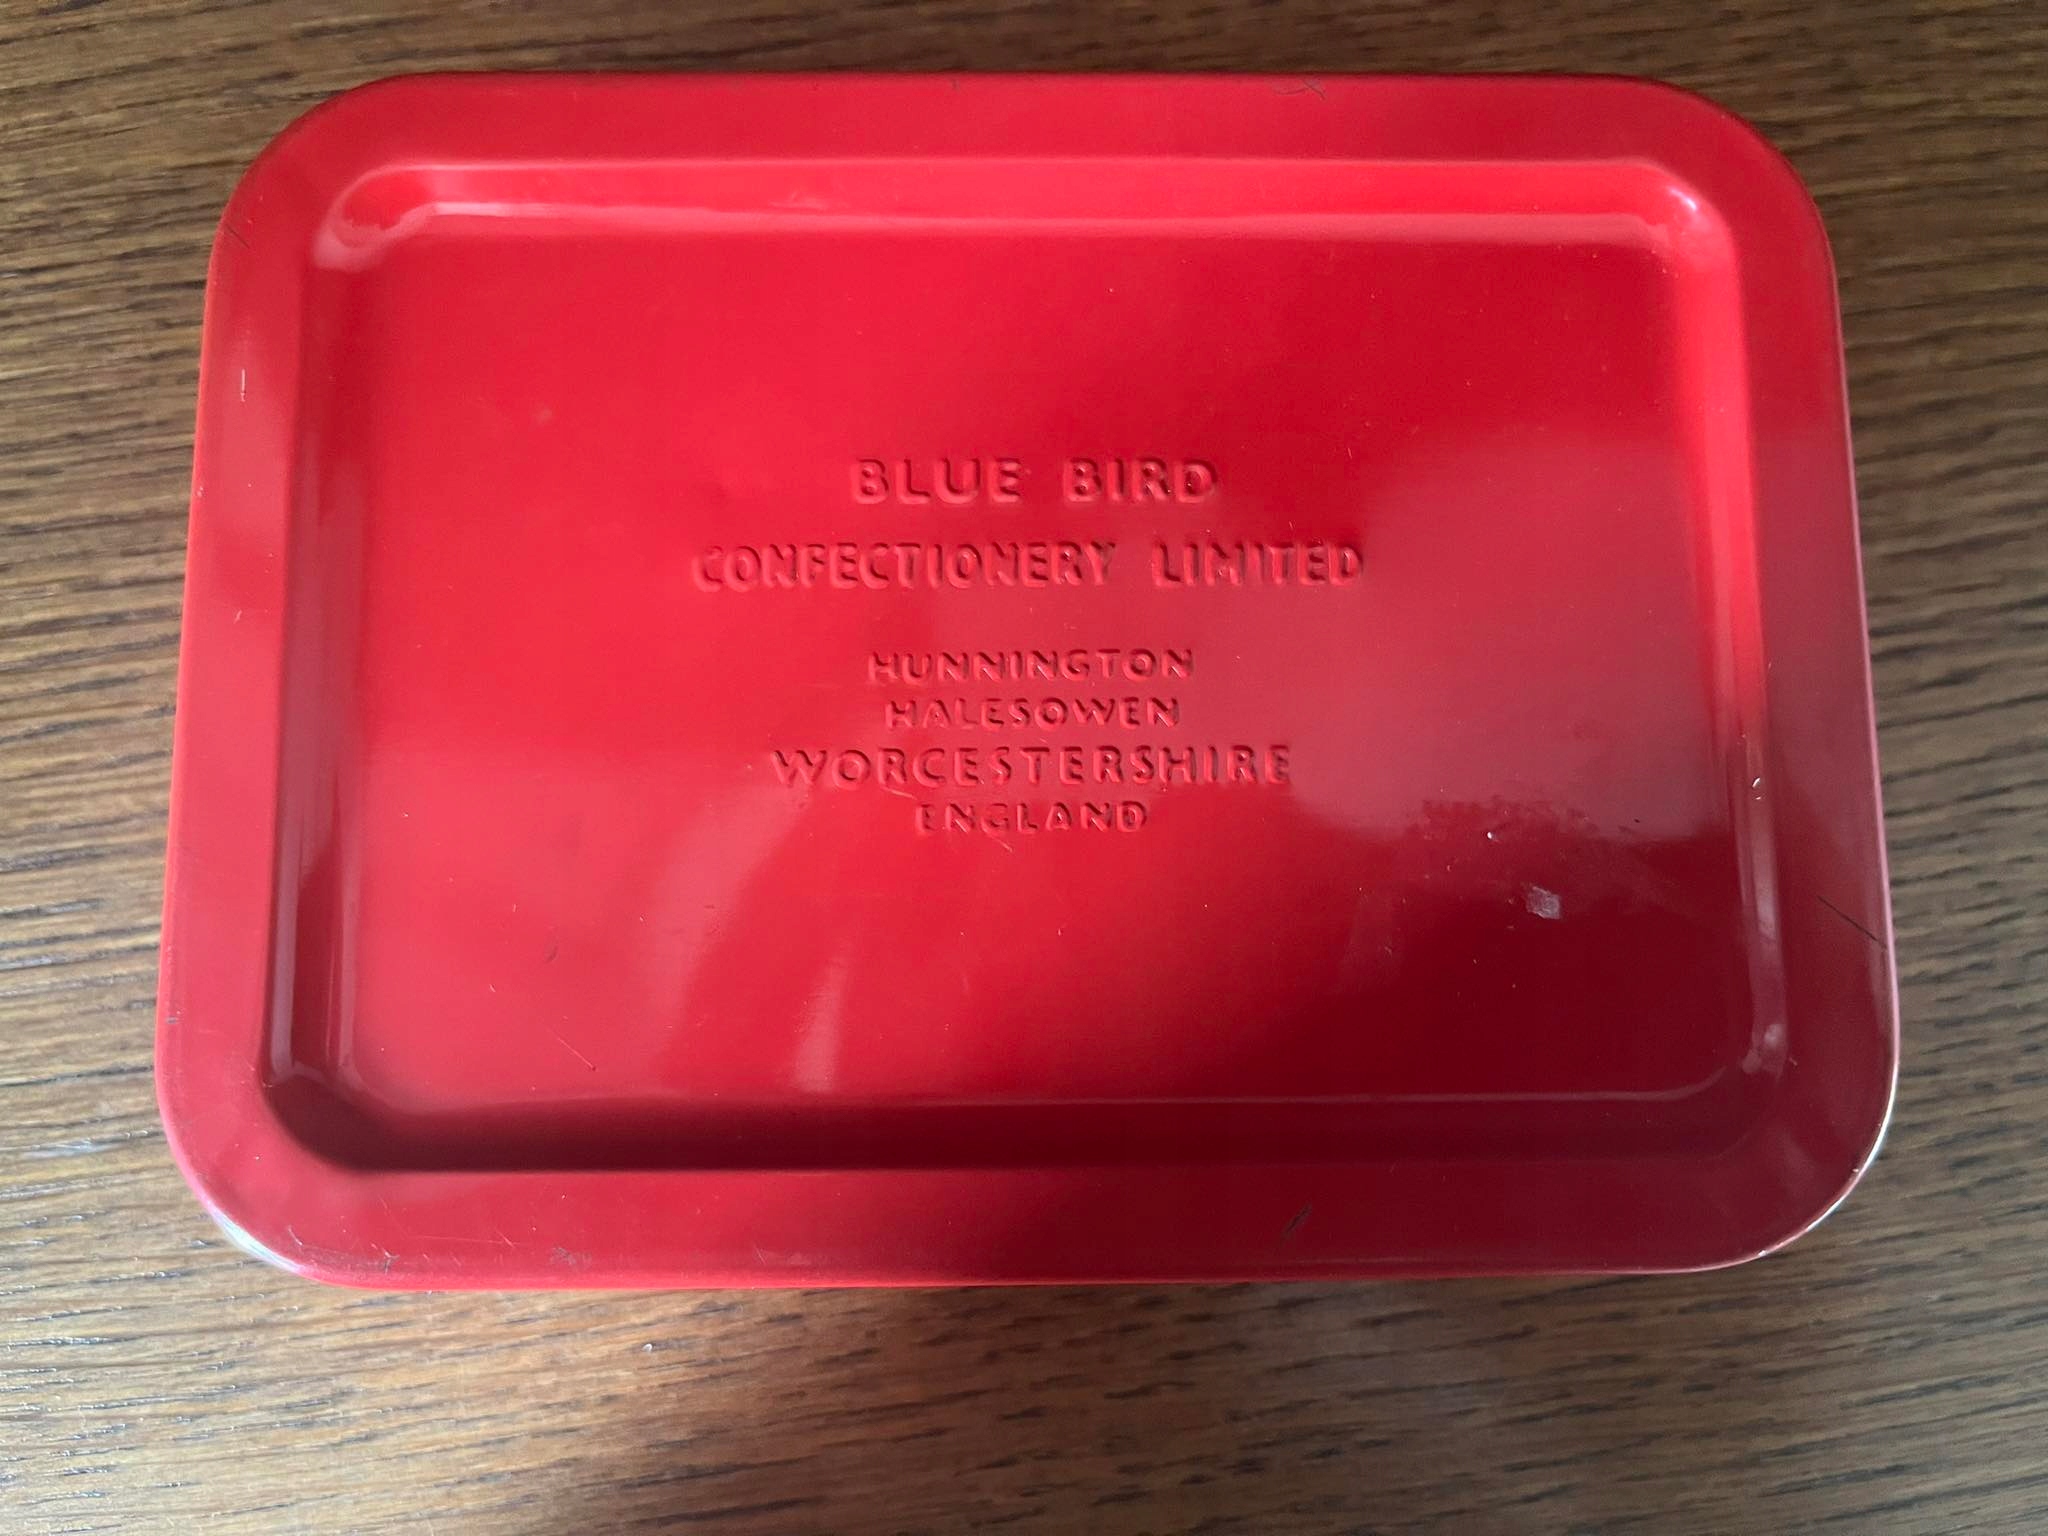 BLUE BIRD
CONFECTIONERY LIMITED
HUNNINGTON
HALESOWEN
WORCESTERSHIRE
ENGLAND